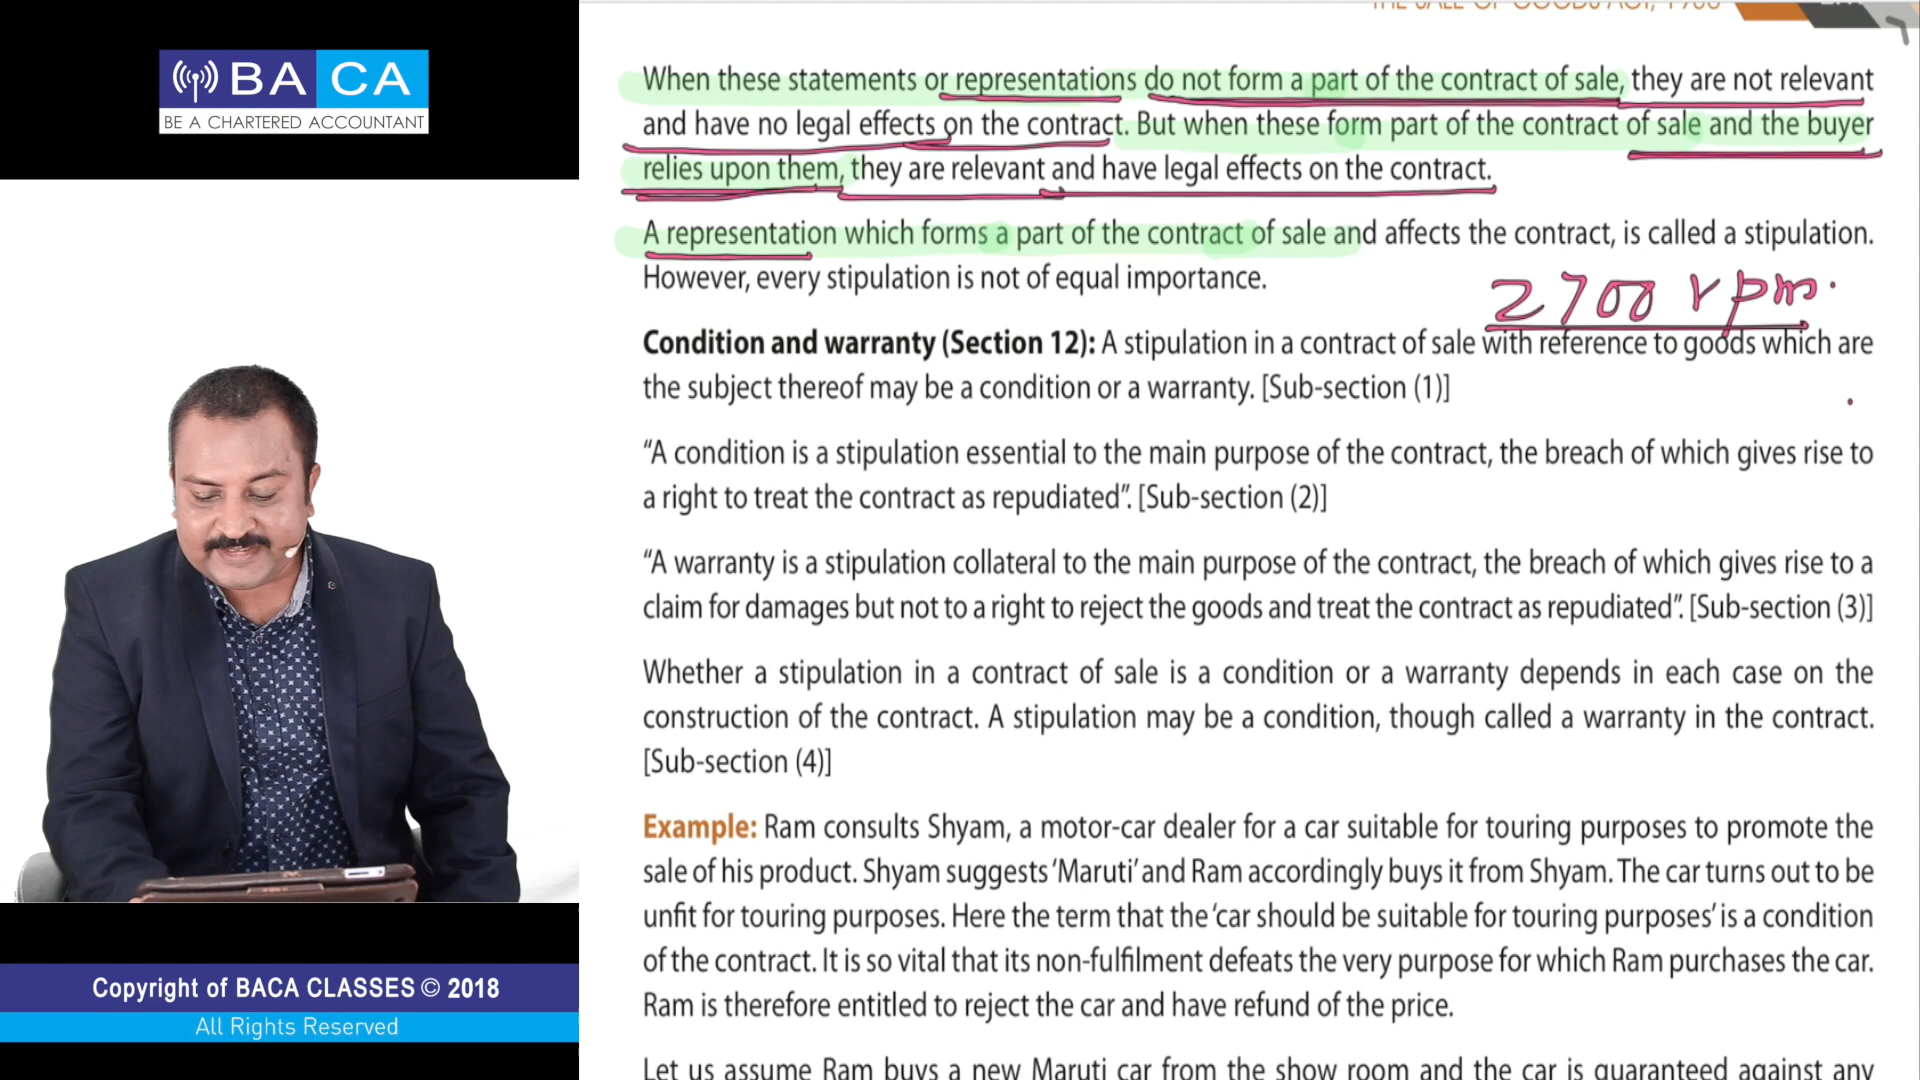 BA CA
BE A CHARTERED ACCOUNTANT
THE SALE OF GOODS ACT, 1930
When these statements or representations do not form a part of the contract of sale, they are not relevant
and have no legal effects on the contract. But when these form part of the contract of sale and the buyer
relies upon them, they are relevant and have legal effects on the contract.
A representation which forms a part of the contract of sale and affects the contract, is called a stipulation.
However, every stipulation is not of equal importance.
2700 rpm.
Condition and warranty (Section 12): A stipulation in a contract of sale with reference to goods which are
the subject thereof may be a condition or a warranty. [Sub-section (1)]
“A condition is a stipulation essential to the main purpose of the contract, the breach of which gives rise to
a right to treat the contract as repudiated”. [Sub-section (2)]
“A warranty is a stipulation collateral to the main purpose of the contract, the breach of which gives rise to a
claim for damages but not to a right to reject the goods and treat the contract as repudiated”. [Sub-section (3)]
Whether a stipulation in a contract of sale is a condition or a warranty depends in each case on the
construction of the contract. A stipulation may be a condition, though called a warranty in the contract.
[Sub-section (4)]
Example: Ram consults Shyam, a motor-car dealer for a car suitable for touring purposes to promote the
sale of his product. Shyam suggests ‘Maruti’ and Ram accordingly buys it from Shyam. The car turns out to be
unfit for touring purposes. Here the term that the ‘car should be suitable for touring purposes’ is a condition
of the contract. It is so vital that its non-fulfilment defeats the very purpose for which Ram purchases the car.
Ram is therefore entitled to reject the car and have refund of the price.
Let us assume Ram buys a new Maruti car from the show room and the car is guaranteed against any
Copyright of BACA CLASSES © 2018
All Rights Reserved